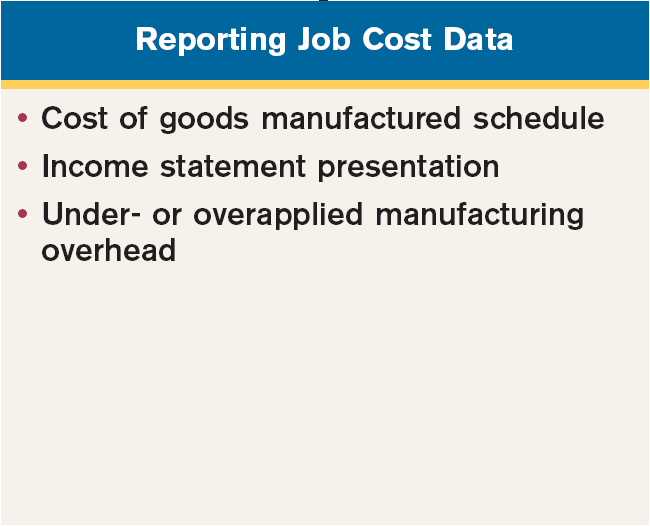 Reporting Job Cost Data
• Cost of goods manufactured schedule
• Income statement presentation
• Under- or overapplied manufacturing
overhead